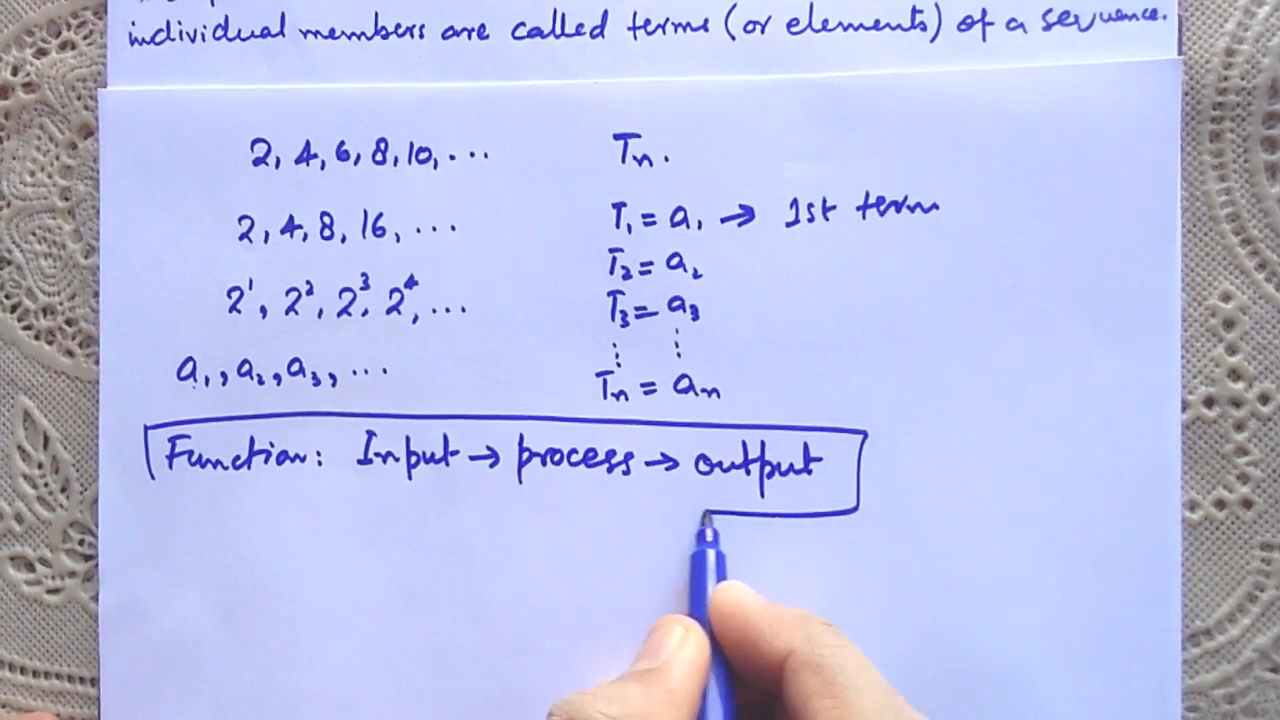 individual members are called terms (or elements) of a sequence.
2, 4, 6, 8, 10, ...
Tₙ.
2, 4, 8, 16, ...
T₁ = a₁ → 1st term
T₂ = a₂
2¹, 2², 2³, 2⁴, ...
T₃ = a₃
⋮ ⋮
a₁, a₂, a₃, ...
Tₙ = aₙ
Function: Input → process → output